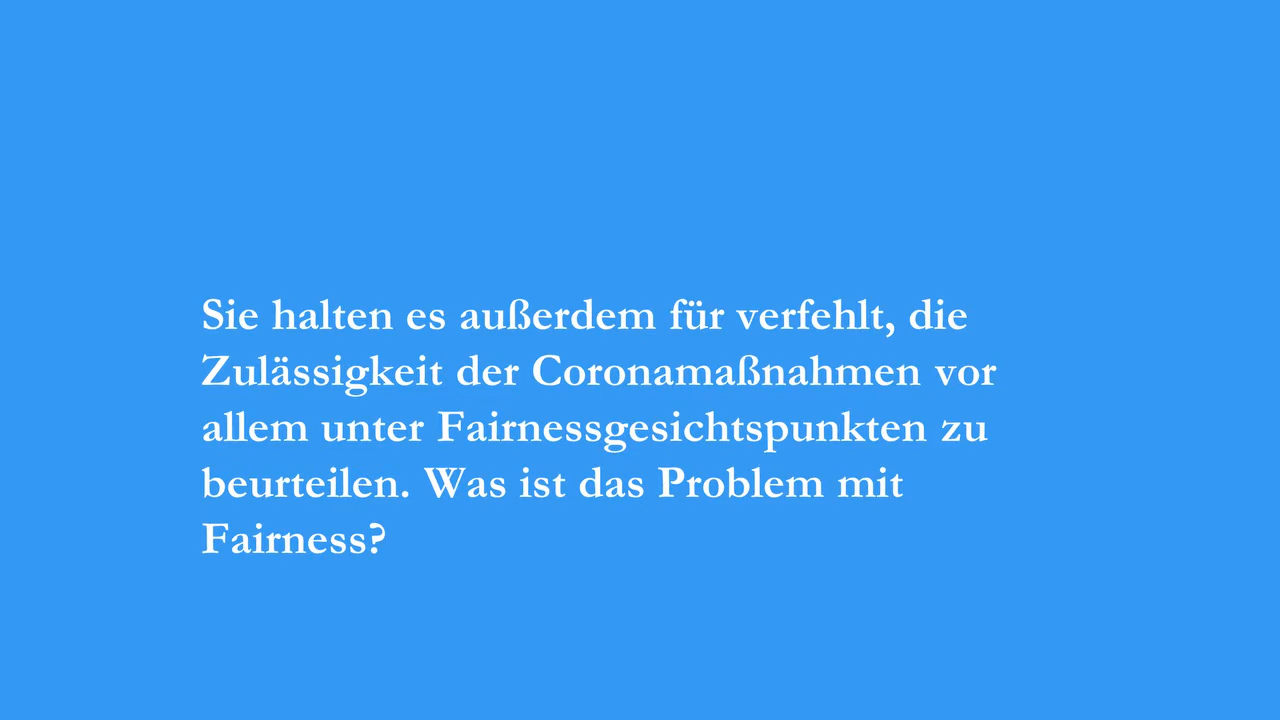 Sie halten es außerdem für verfehlt, die
Zulässigkeit der Coronamaßnahmen vor
allem unter Fairnessgesichtspunkten zu
beurteilen. Was ist das Problem mit
Fairness?